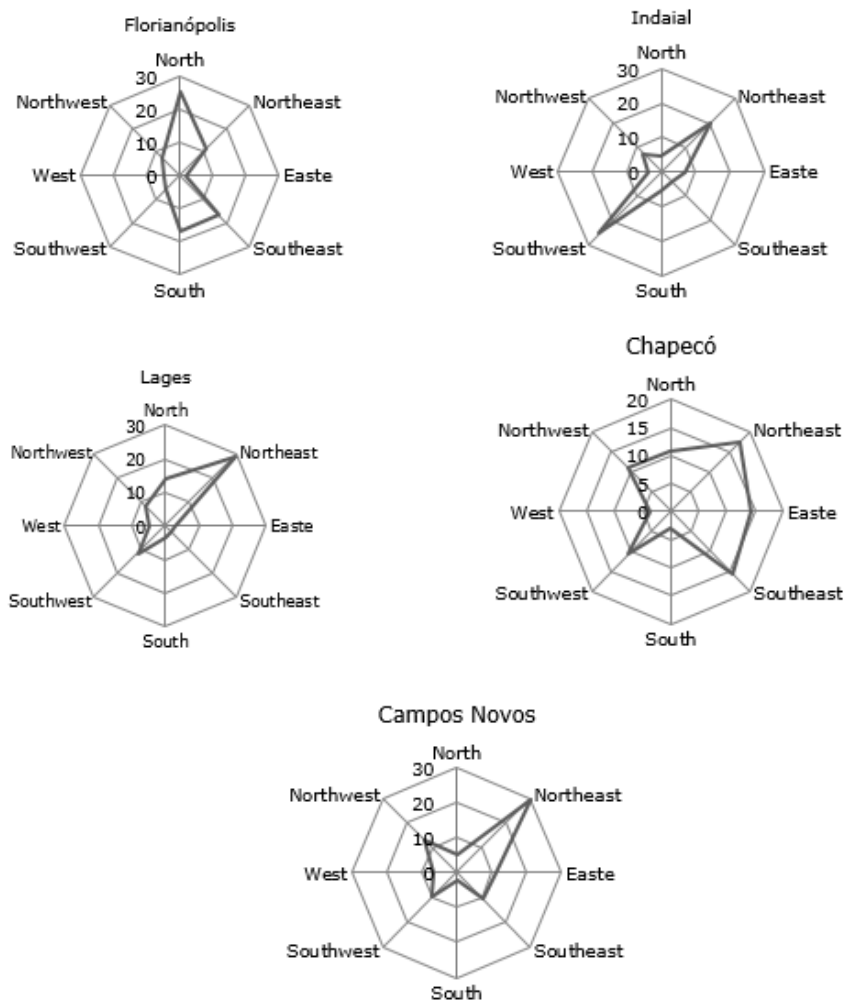 Florianópolis
North
30
Northwest
Northeast
20
10
West
0
Easte
Southwest
Southeast
South
Indaial
North
30
Northwest
Northeast
20
10
West
0
Easte
Southwest
Southeast
South
Lages
North
30
Northwest
Northeast
20
10
West
0
Easte
Southwest
Southeast
South
Chapecó
North
20
Northwest
Northeast
15
10
5
West
0
Easte
Southwest
Southeast
South
Campos Novos
North
30
Northwest
Northeast
20
10
West
0
Easte
Southwest
Southeast
South